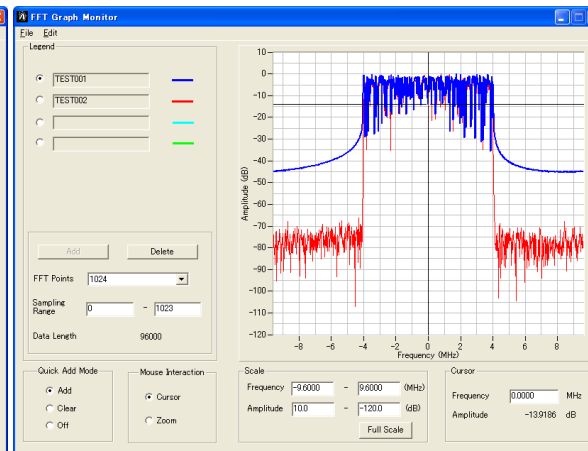 FFT Graph Monitor
File Edit
Legend
TEST001
TEST002
Add Delete
FFT Points 1024
Sampling Range 0 - 1023
Data Length 96000
Quick Add Mode
Add
Clear
Off
Mouse Interaction
Cursor
Zoom
10
0
-10
-20
-30
-40
-50
-60
-70
-80
-90
-100
-110
-120
Amplitude (dB)
-8 -6 -4 -2 0 2 4 6 8
Frequency (MHz)
Scale
Frequency -9.6000 - 9.6000 (MHz)
Amplitude 10.0 - -120.0 (dB)
Full Scale
Cursor
Frequency 0.0000 MHz
Amplitude -13.9186 dB